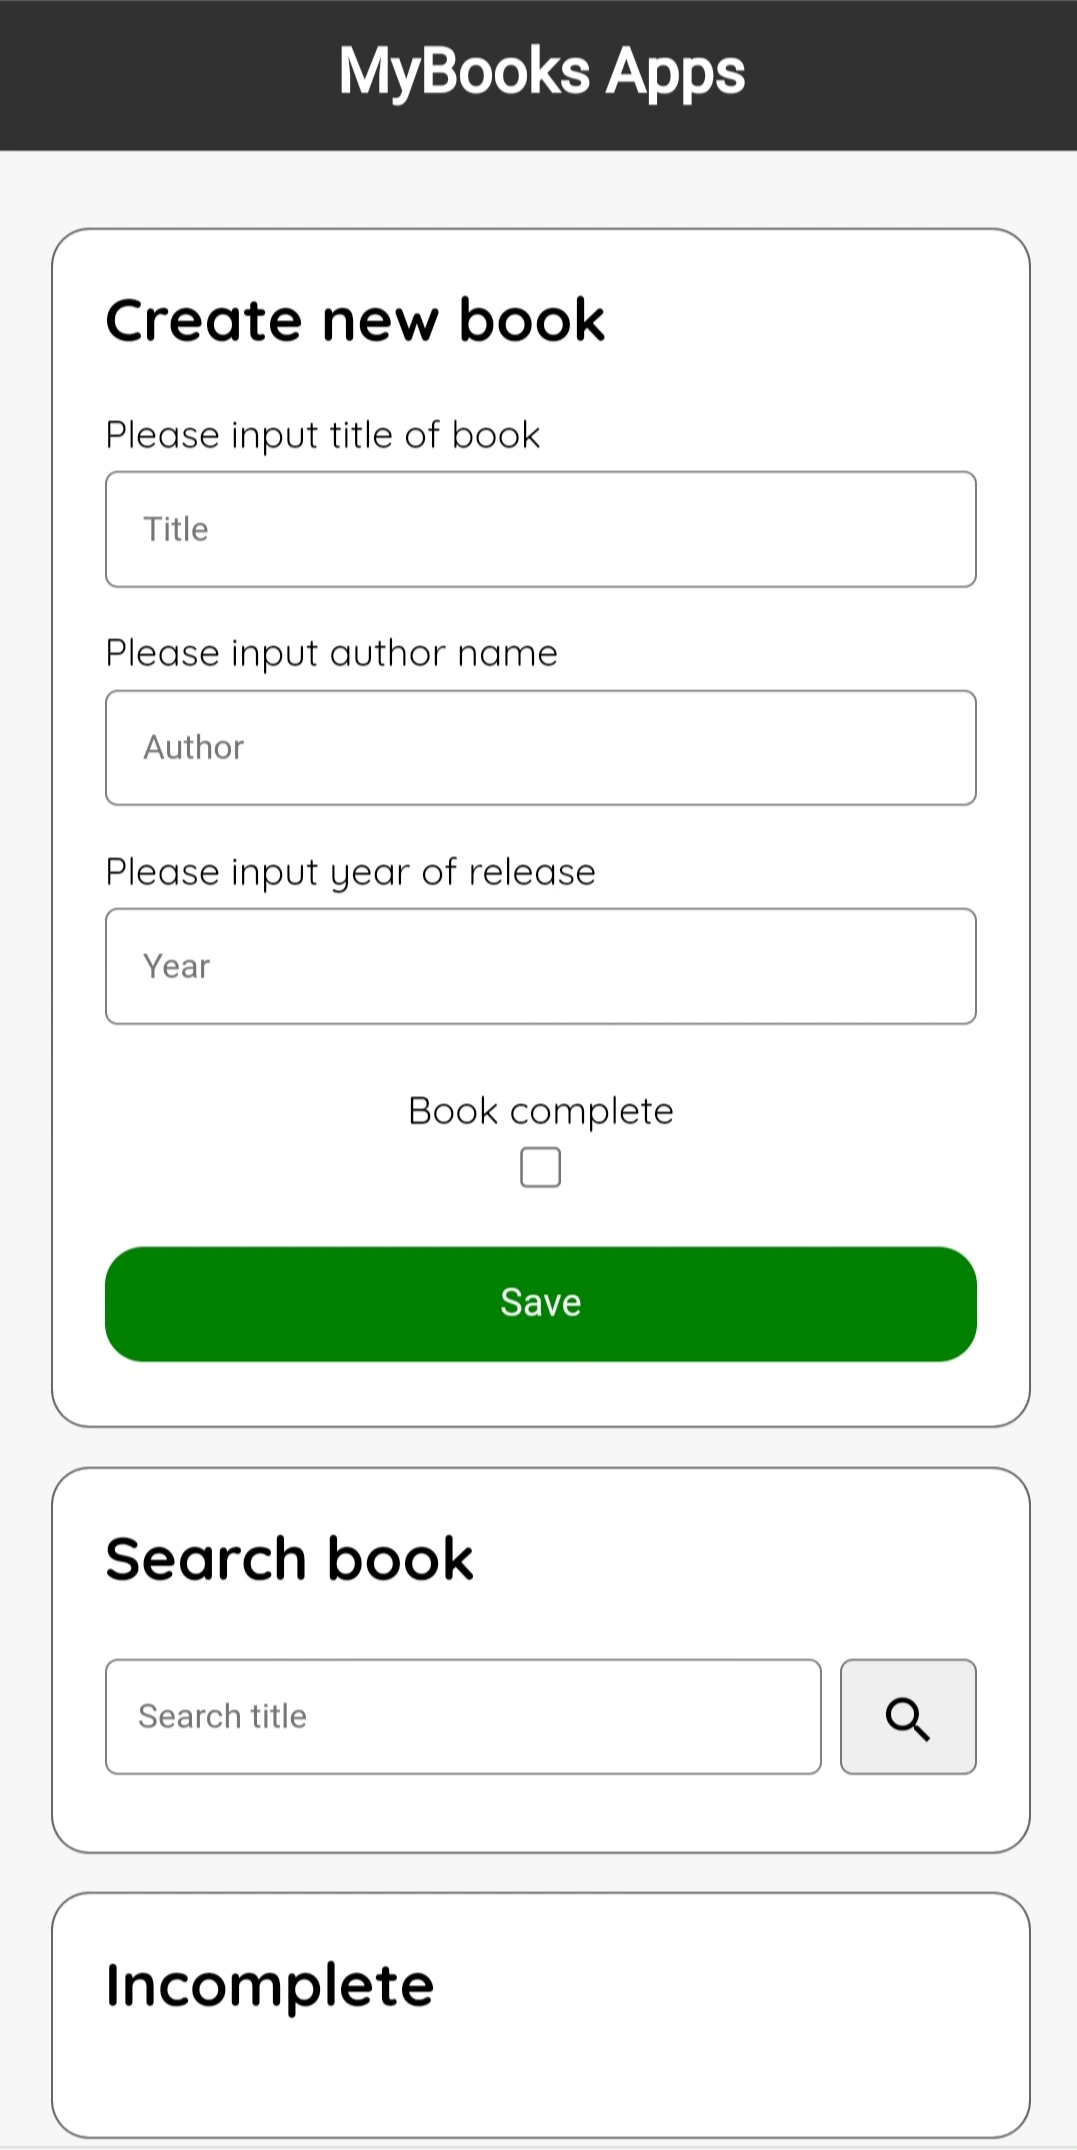 MyBooks Apps
Create new book
Please input title of book
Title
Please input author name
Author
Please input year of release
Year
Book complete
Save
Search book
Search title
Incomplete